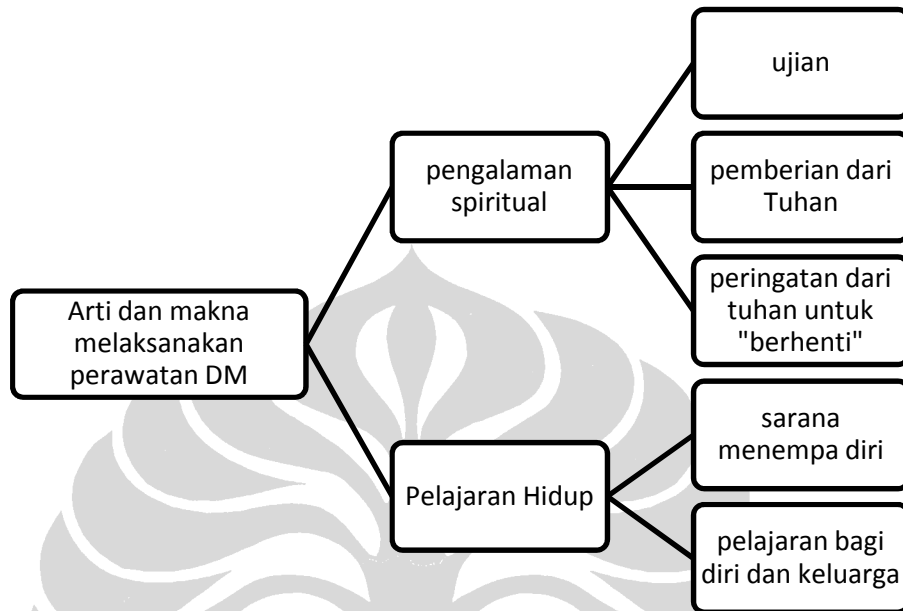 Arti dan makna
melaksanakan
perawatan DM
pengalaman
spiritual
ujian
pemberian dari
Tuhan
peringatan dari
tuhan untuk
"berhenti"
Pelajaran Hidup
sarana
menempa diri
pelajaran bagi
diri dan keluarga